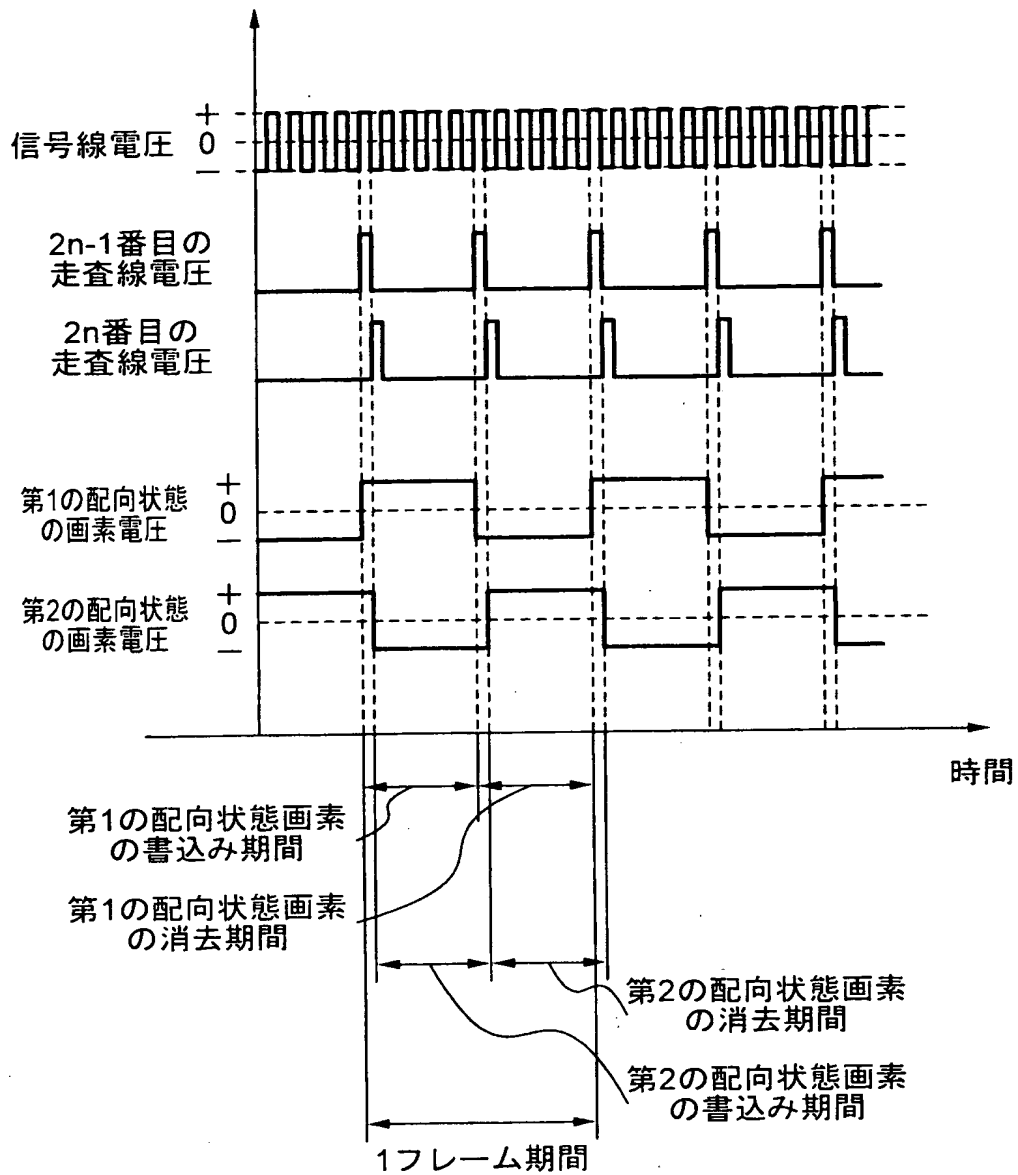 +
信号線電圧 0
−
2n-1番目の
走査線電圧
2n番目の
走査線電圧
+
第1の配向状態
の画素電圧
0
−
+
第2の配向状態
の画素電圧
0
−
時間
第1の配向状態画素
の書込み期間
第1の配向状態画素
の消去期間
第2の配向状態画素
の消去期間
第2の配向状態画素
の書込み期間
1フレーム期間